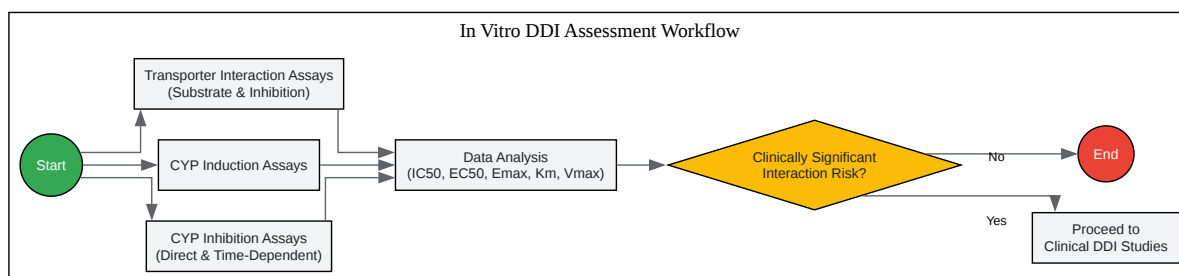 In Vitro DDI Assessment Workflow
Transporter Interaction Assays
(Substrate & Inhibition)
Start
CYP Induction Assays
CYP Inhibition Assays
(Direct & Time-Dependent)
Data Analysis
(IC50, EC50, Emax, Km, Vmax)
Clinically Significant
Interaction Risk?
No
End
Yes
Proceed to
Clinical DDI Studies